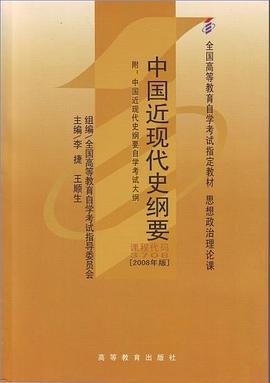 全国高等教育自学考试指定教材 思想政治理论课
中国近现代史纲要
附：中国近现代史纲要自学考试大纲
课程代码
3708
[2008年版]
组编/全国高等教育自学考试指导委员会
主编/李 捷 王顺生
高等教育出版社